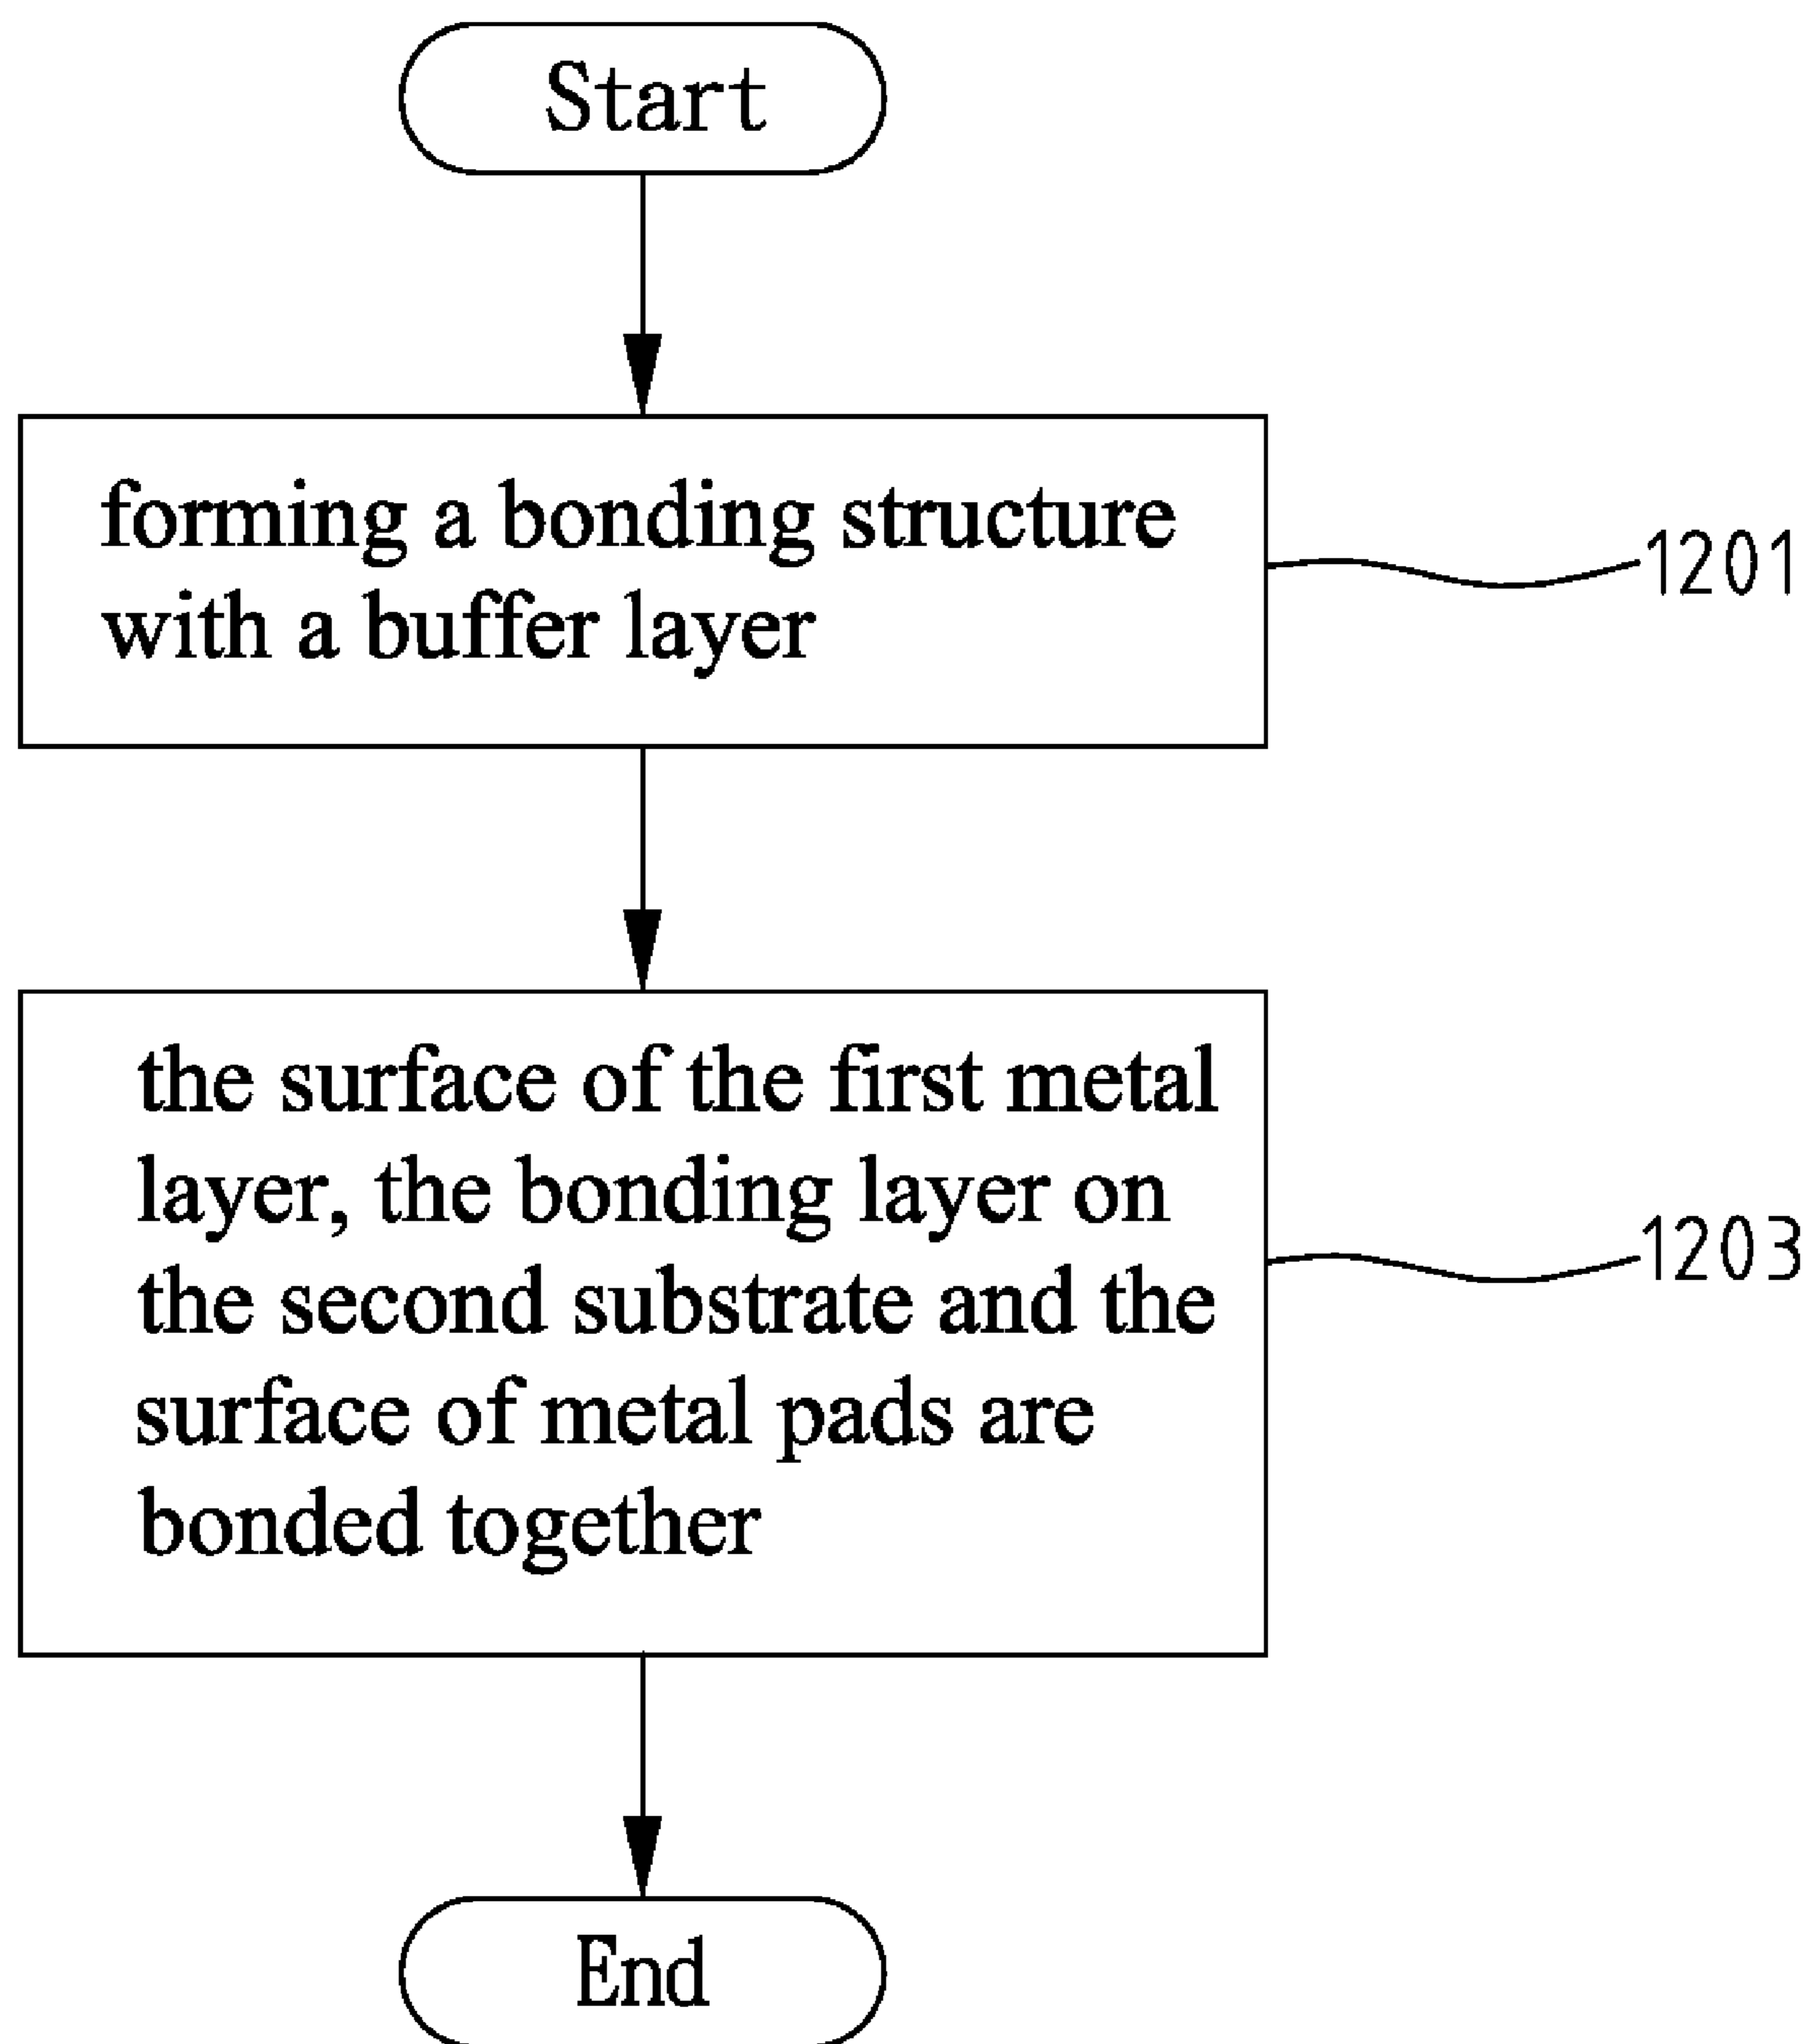 Start
forming a bonding structure
with a buffer layer
1201
the surface of the first metal
layer, the bonding layer on
the second substrate and the
surface of metal pads are
bonded together
1203
End